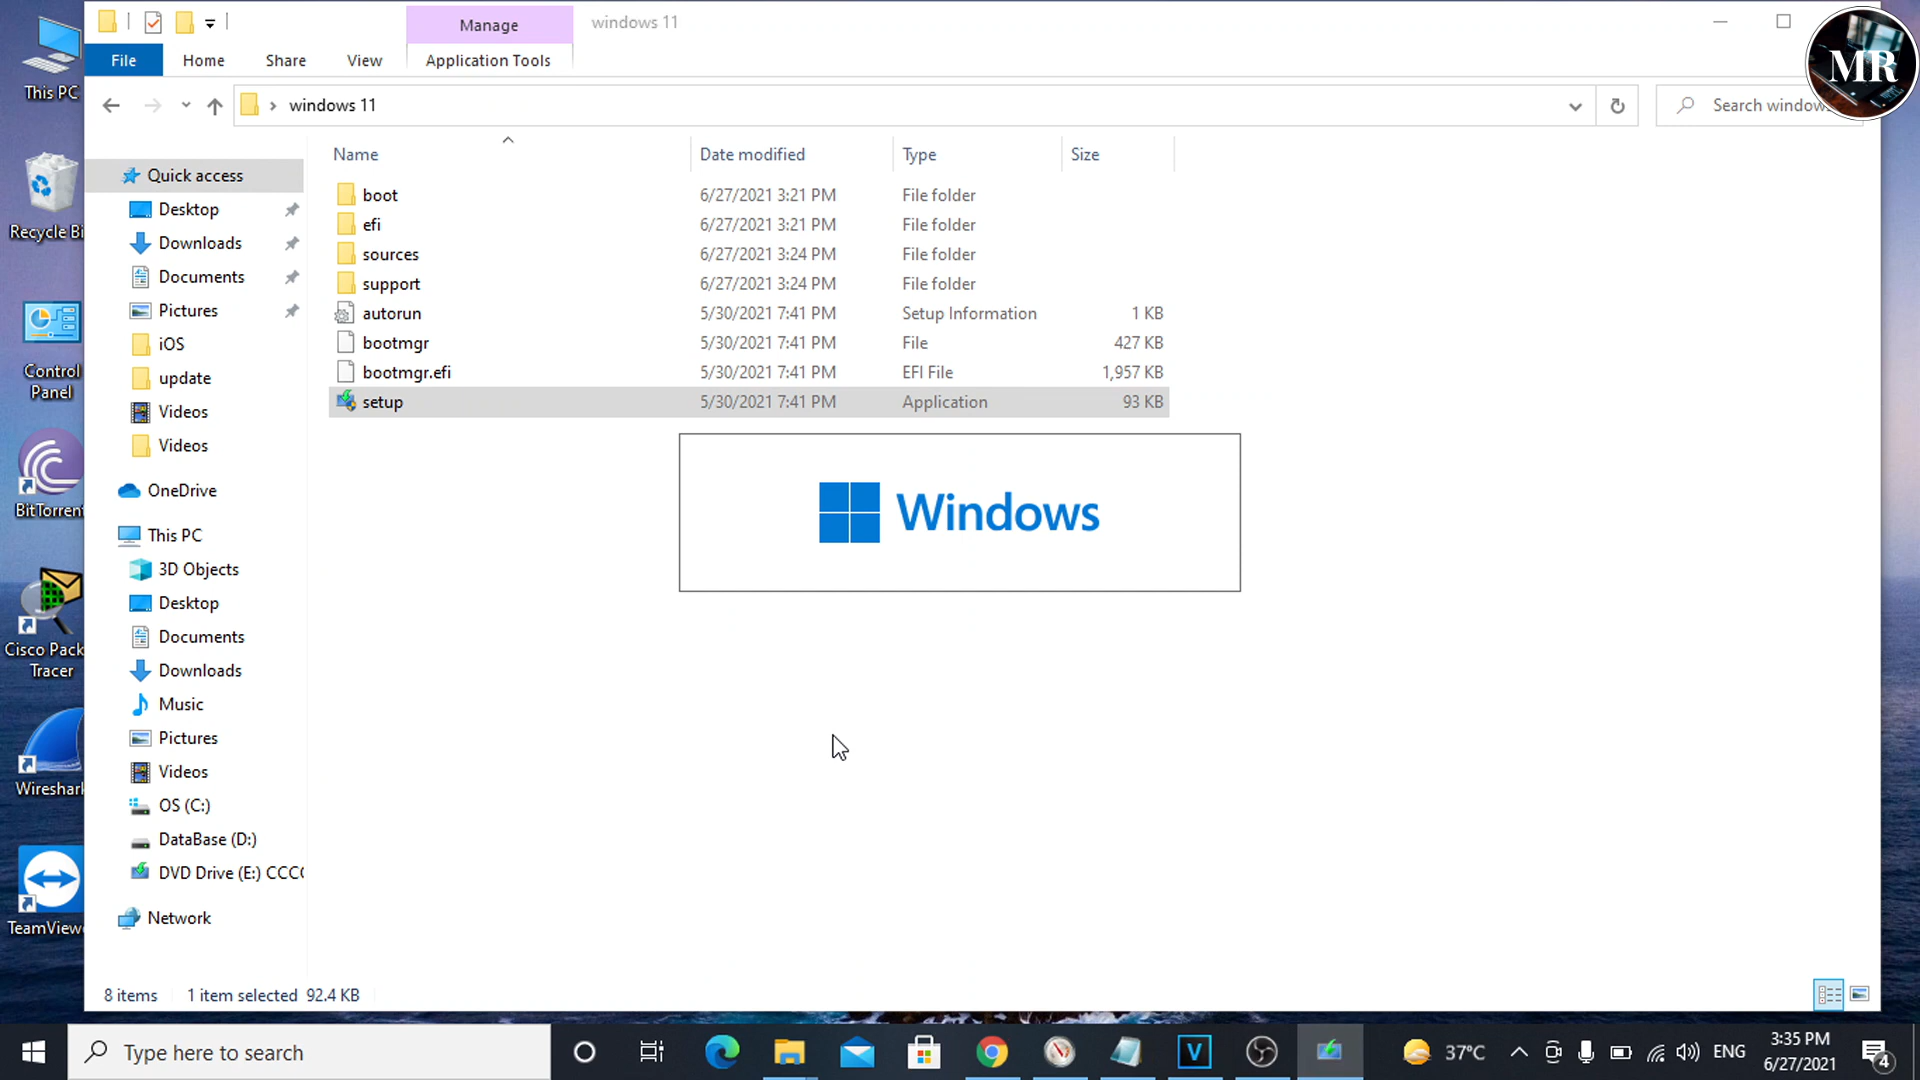 Manage
windows 11
File
Home
Share
View
Application Tools
MR
windows 11
Search window
Name
Date modified
Type
Size
boot
6/27/2021 3:21 PM
File folder
efi
6/27/2021 3:21 PM
File folder
sources
6/27/2021 3:24 PM
File folder
support
6/27/2021 3:24 PM
File folder
autorun
5/30/2021 7:41 PM
Setup Information
1 KB
bootmgr
5/30/2021 7:41 PM
File
427 KB
bootmgr.efi
5/30/2021 7:41 PM
EFI File
1,957 KB
setup
5/30/2021 7:41 PM
Application
93 KB
Windows
Quick access
Desktop
Downloads
Documents
Pictures
iOS
update
Videos
Videos
OneDrive
This PC
3D Objects
Desktop
Documents
Downloads
Music
Pictures
Videos
OS (C:)
DataBase (D:)
DVD Drive (E:) CCC
Network
8 items
1 item selected 92.4 KB
This PC
Recycle Bi
Control
Panel
BitTorrent
Cisco Pack
Tracer
Wireshark
TeamViewe
Type here to search
V
37°C
ENG
3:35 PM
6/27/2021
4